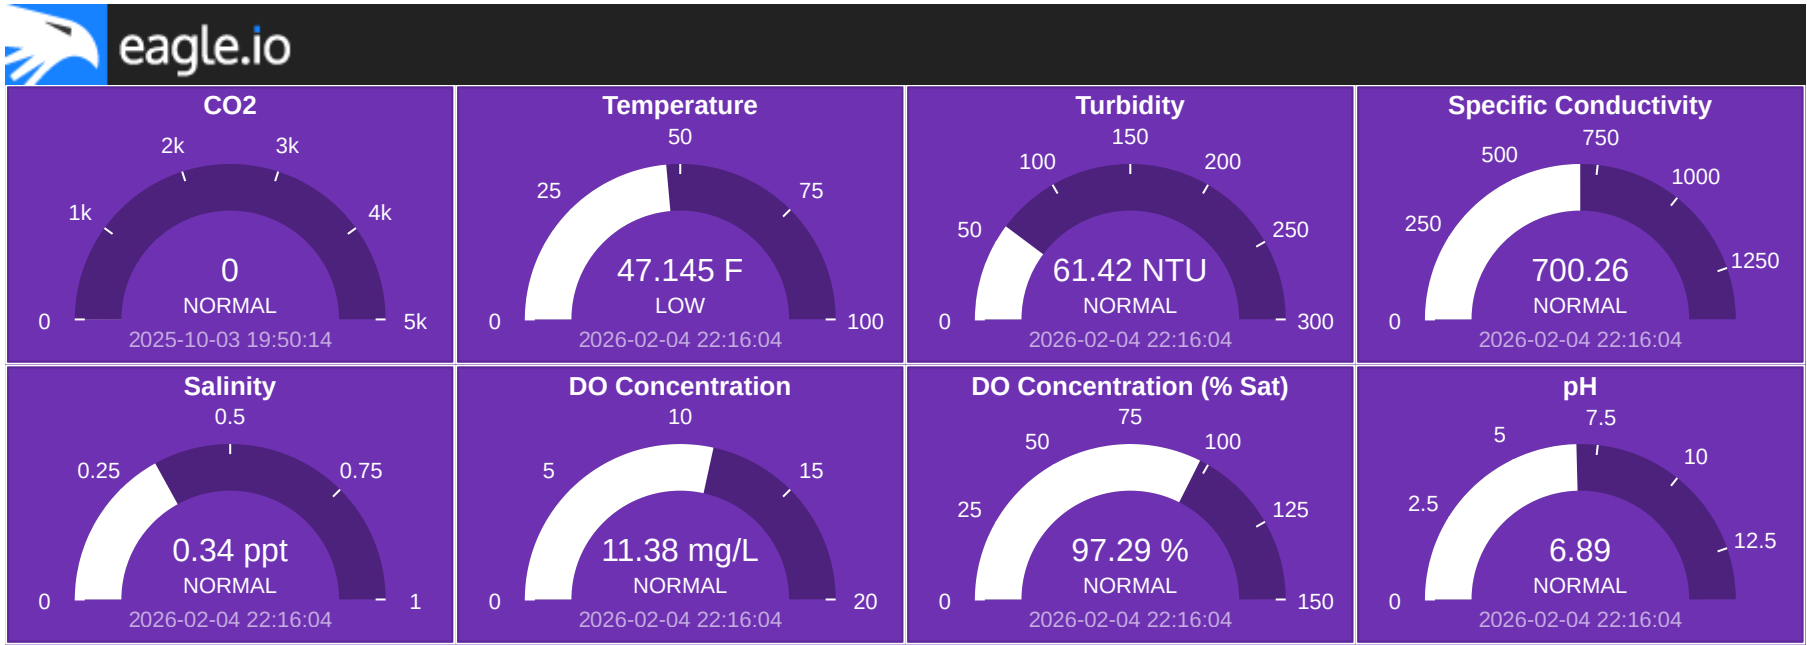 eagle.io
CO2
0
1k
2k
3k
4k
5k
0
NORMAL
2025-10-03 19:50:14
Temperature
0
25
50
75
100
47.145 F
LOW
2026-02-04 22:16:04
Turbidity
0
50
100
150
200
250
300
61.42 NTU
NORMAL
2026-02-04 22:16:04
Specific Conductivity
0
250
500
750
1000
1250
700.26
NORMAL
2026-02-04 22:16:04
Salinity
0
0.25
0.5
0.75
1
0.34 ppt
NORMAL
2026-02-04 22:16:04
DO Concentration
0
5
10
15
20
11.38 mg/L
NORMAL
2026-02-04 22:16:04
DO Concentration (% Sat)
0
25
50
75
100
125
150
97.29 %
NORMAL
2026-02-04 22:16:04
pH
0
2.5
5
7.5
10
12.5
6.89
NORMAL
2026-02-04 22:16:04